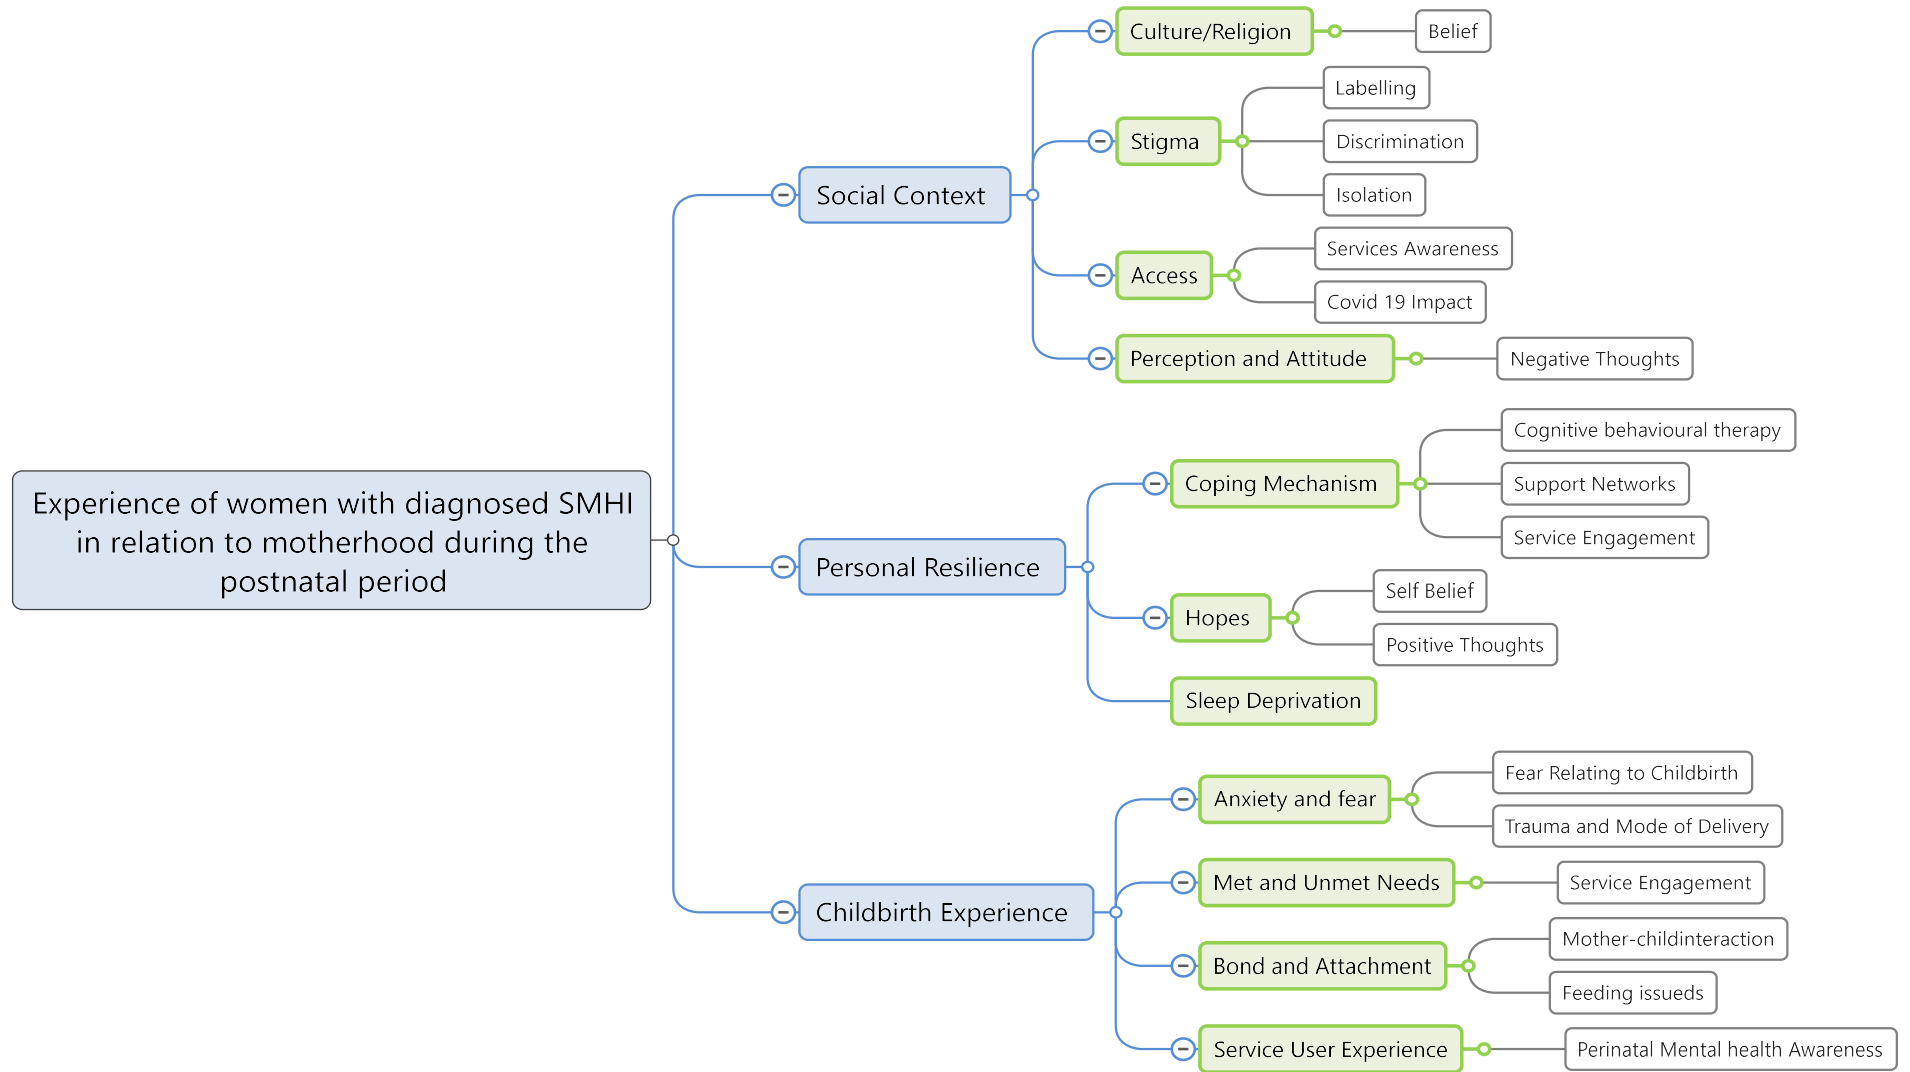 Experience of women with diagnosed SMHI
in relation to motherhood during the
postnatal period
Social Context
Culture/Religion
Belief
Stigma
Labelling
Discrimination
Isolation
Access
Services Awareness
Covid 19 Impact
Perception and Attitude
Negative Thoughts
Personal Resilience
Coping Mechanism
Cognitive behavioural therapy
Support Networks
Service Engagement
Hopes
Self Belief
Positive Thoughts
Sleep Deprivation
Childbirth Experience
Anxiety and fear
Fear Relating to Childbirth
Trauma and Mode of Delivery
Met and Unmet Needs
Service Engagement
Bond and Attachment
Mother-childinteraction
Feeding issueds
Service User Experience
Perinatal Mental health Awareness